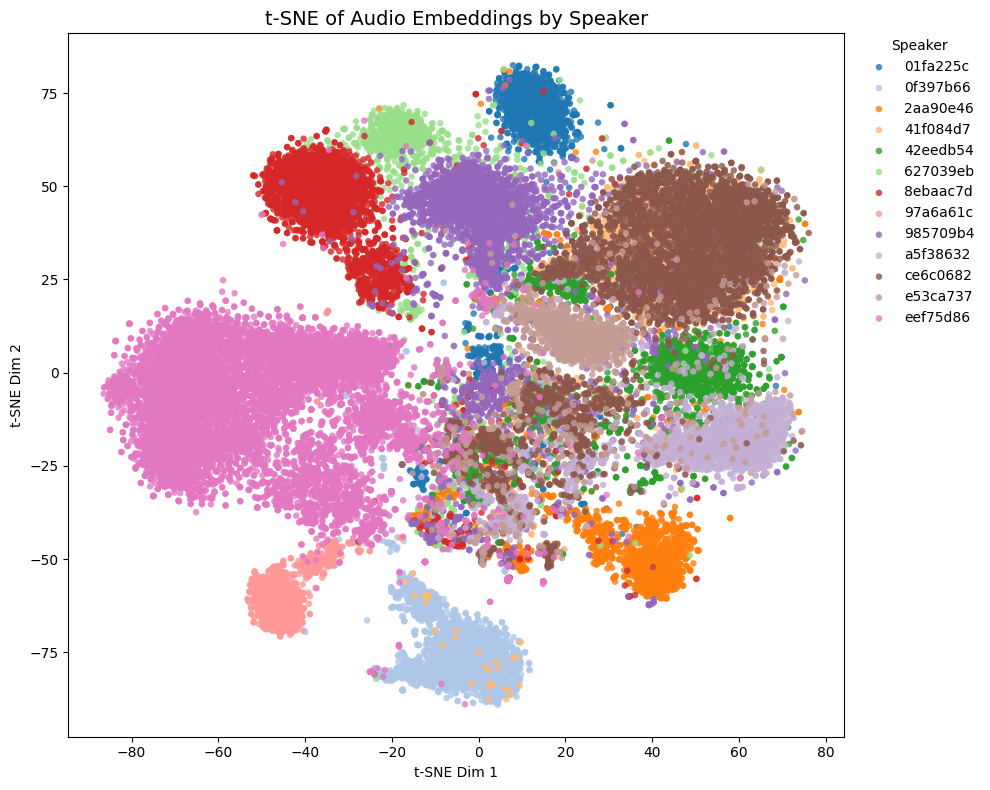 t-SNE of Audio Embeddings by Speaker
Speaker
01fa225c
0f397b66
2aa90e46
41f084d7
42eedb54
627039eb
8ebaac7d
97a6a61c
985709b4
a5f38632
ce6c0682
e53ca737
eef75d86
t-SNE Dim 2
75
50
25
0
−25
−50
−75
−80
−60
−40
−20
0
20
40
60
80
t-SNE Dim 1